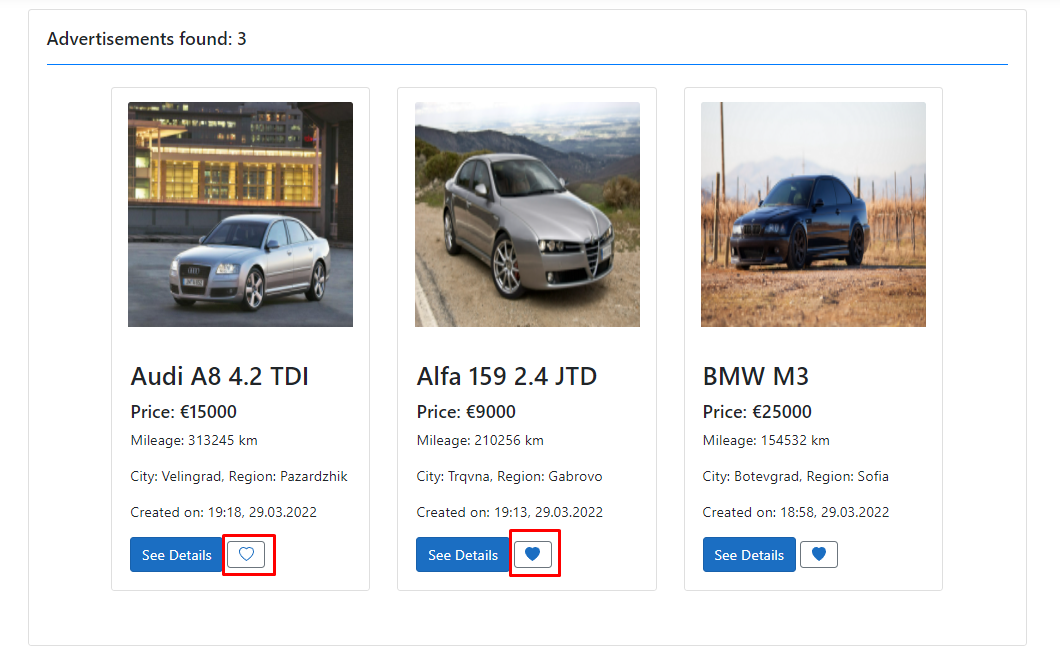 Advertisements found: 3
Audi A8 4.2 TDI
Price: €15000
Mileage: 313245 km
City: Velingrad, Region: Pazardzhik
Created on: 19:18, 29.03.2022
See Details
Alfa 159 2.4 JTD
Price: €9000
Mileage: 210256 km
City: Trqvna, Region: Gabrovo
Created on: 19:13, 29.03.2022
See Details
BMW M3
Price: €25000
Mileage: 154532 km
City: Botevgrad, Region: Sofia
Created on: 18:58, 29.03.2022
See Details